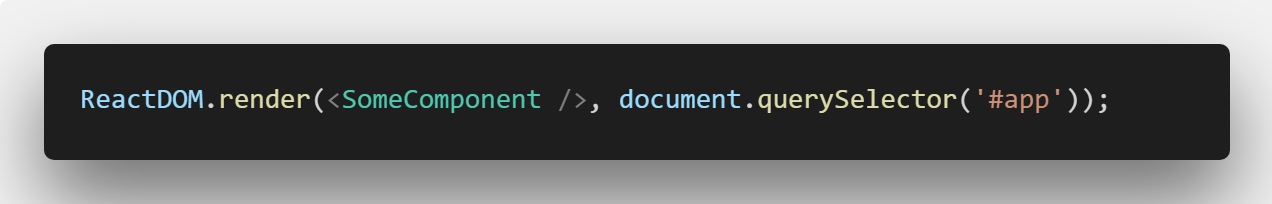 ReactDOM.render(<SomeComponent />, document.querySelector('#app'));